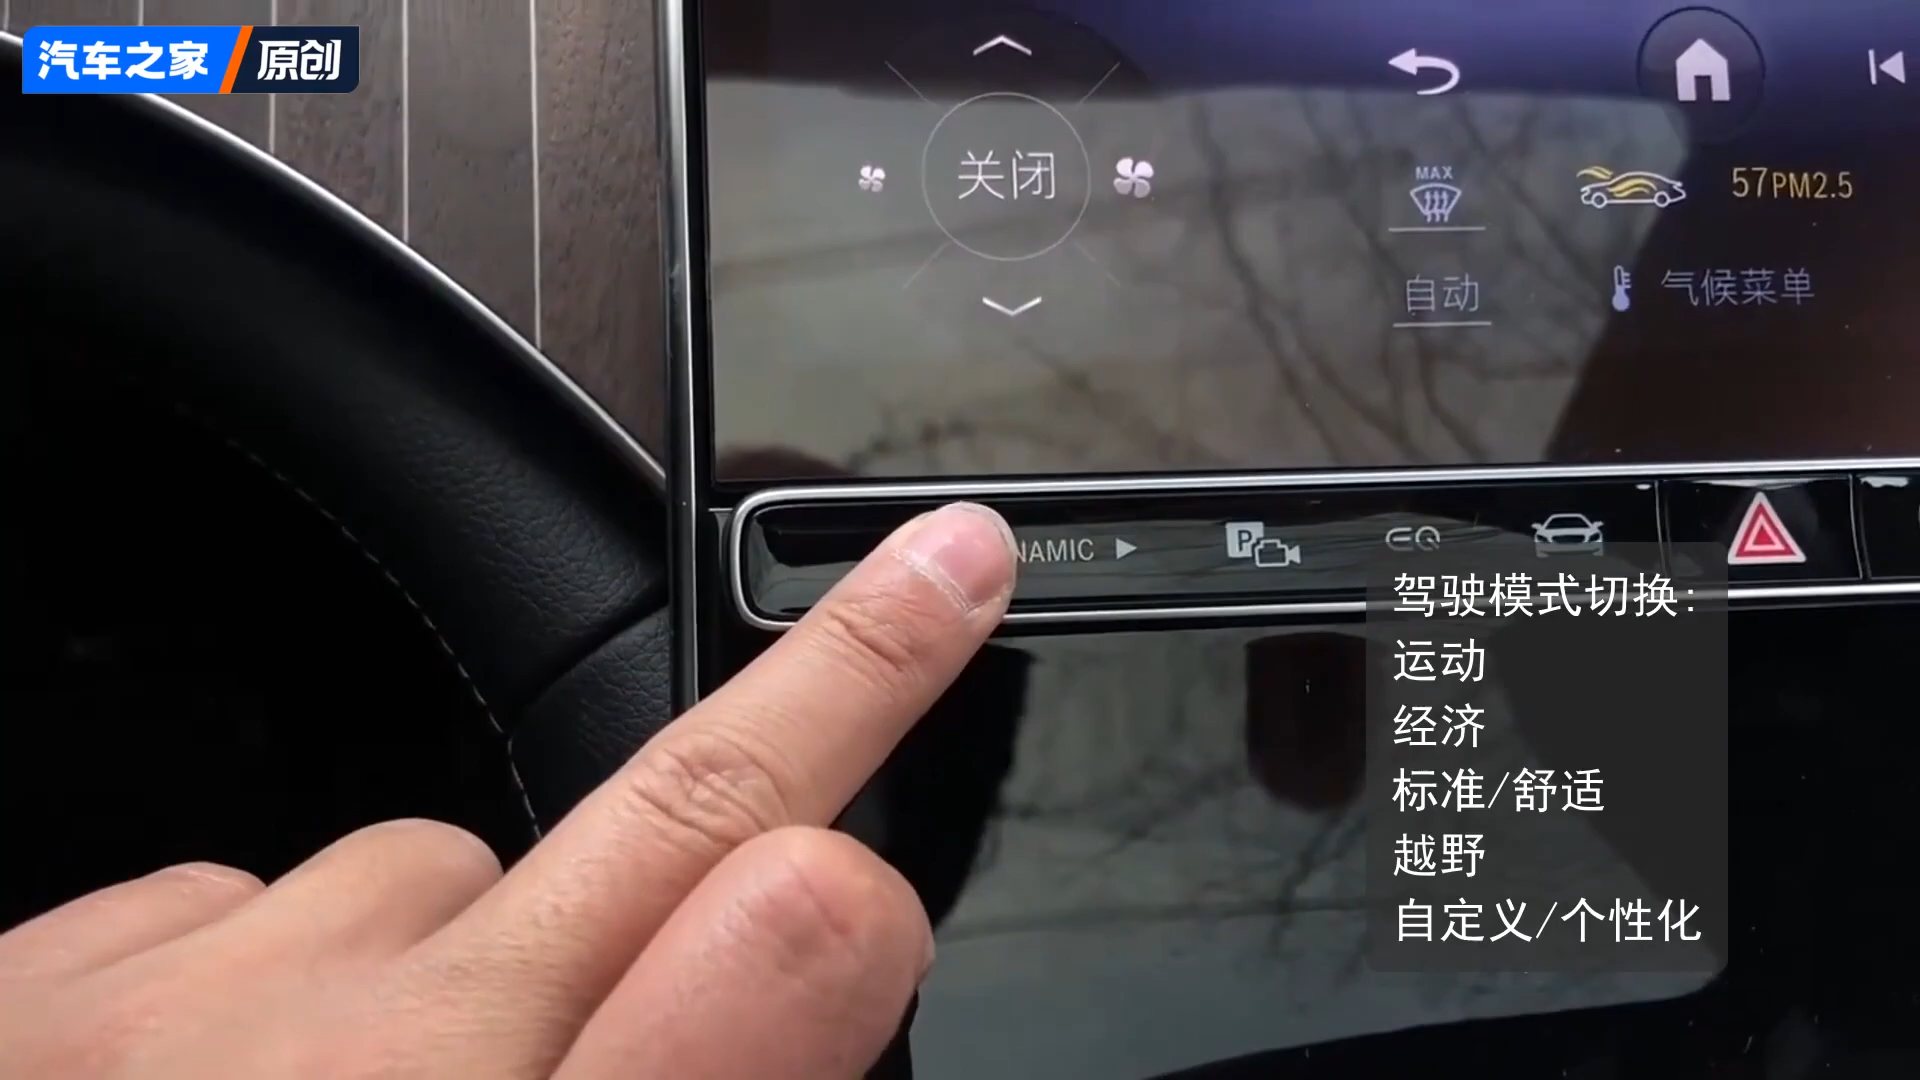 汽车之家 原创
关闭
MAX
57PM2.5
自动
气候菜单
NAMIC
P
EQ
驾驶模式切换:
运动
经济
标准/舒适
越野
自定义/个性化